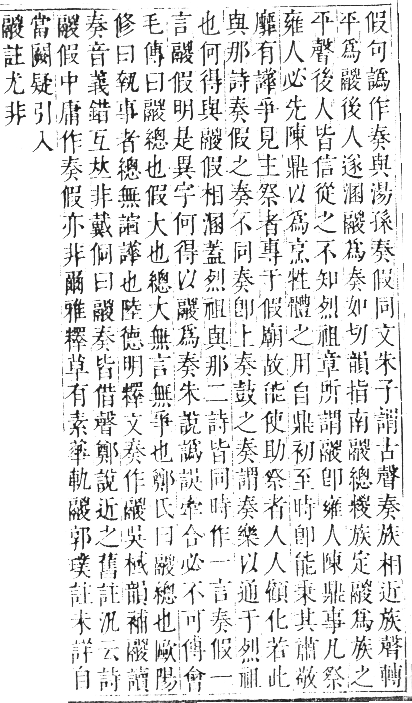 假句譌作奏與湯孫奏假同文朱子謂古聲奏族相近族聲轉
平爲鬷後人遂溷鬷爲奏如切韻指南鬷總㹅族定鬷爲族之
平聲後人皆信從之不知烈祖章所謂鬷卽雍人陳鼎事凡祭
雍人必先陳鼎以爲烹牲體之用自鼎初至時卽能秉其肅敬
靡有譁爭見主祭者專于假廟故能使助祭者人人傾化若此
與那詩奏假之奏不同奏卽上奏鼓之奏謂奏樂以通于烈祖
也何得與鬷假相溷蓋烈祖與那二詩皆同時作一言奏假一
言鬷假明是異字何得以鬷爲奏朱說譌誤牽合必不可傅會
毛傳曰鬷總也假大也總大無言無爭也鄭氏曰鬷總也歐陽
修曰執事者總無諠譁也陸德明釋文奏作鬷吳棫韻補鬷讀
奏音義錯互𠀤非戴侗曰鬷奏皆借聲鄭說近之舊註汎云詩
鬷假中庸作奏假亦非爾雅釋草有素華軌鬷郭璞註未詳自
當闕疑引入
鬷註尤非